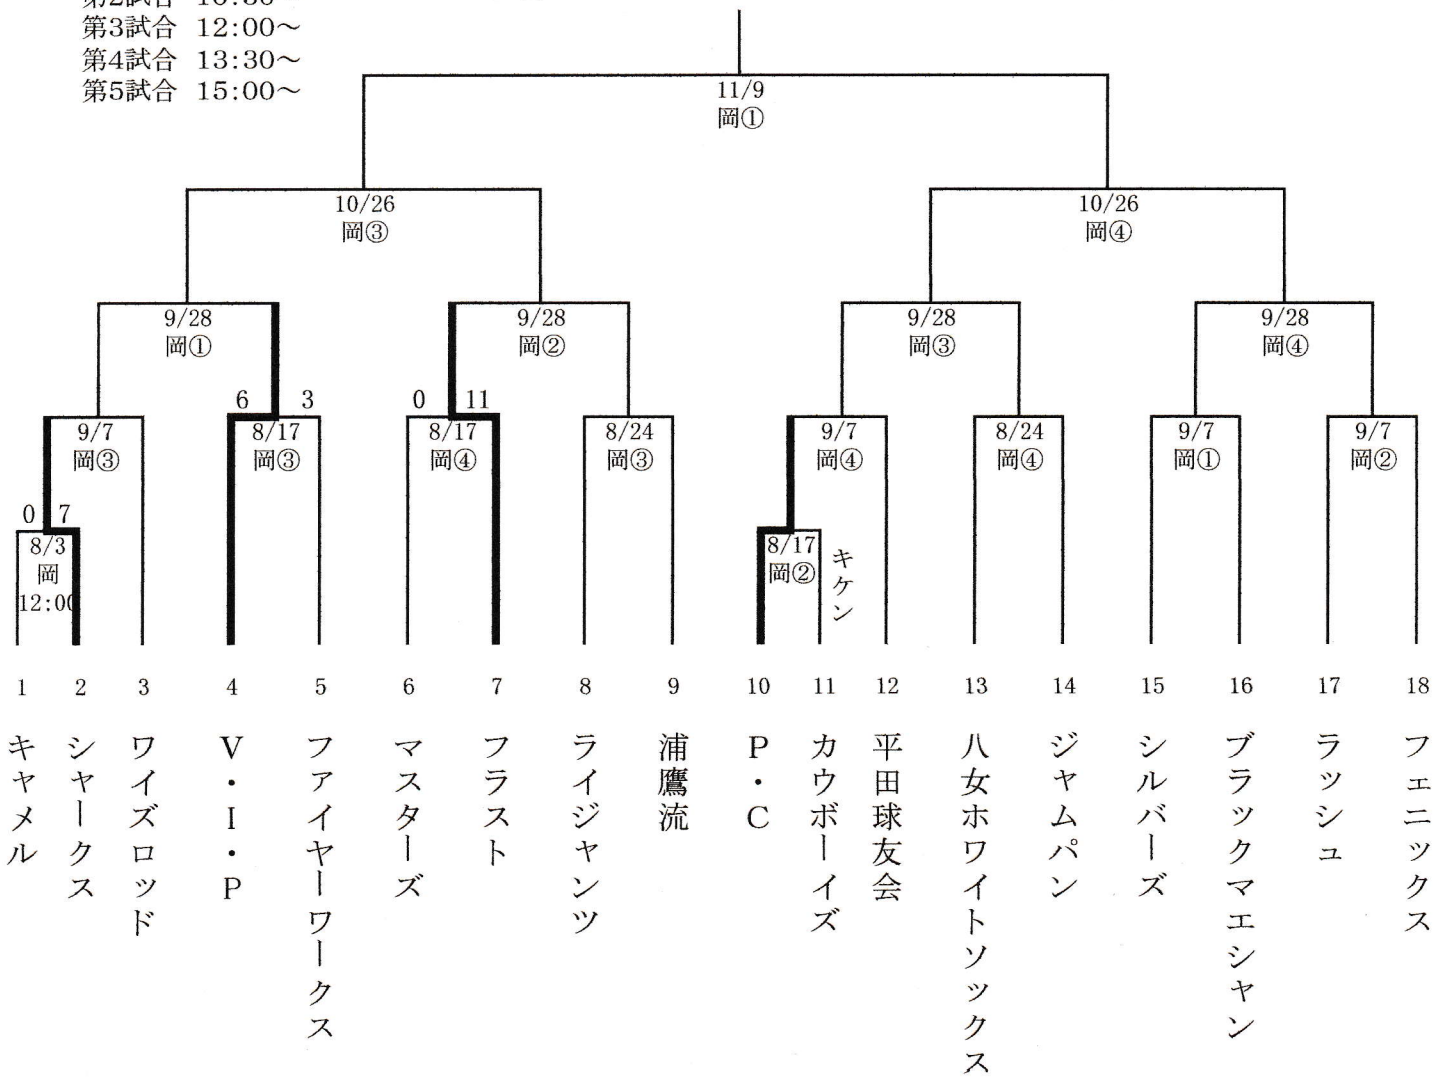 第2試合 10:30
第3試合 12:00～
第4試合 13:30～
第5試合 15:00～
11/9
岡①
10/26
岡③
10/26
岡④
9/28
岡①
9/28
岡②
9/28
岡③
9/28
岡④
6 3
0 11
9/7
岡③
8/17
岡③
8/17
岡④
8/24
岡③
9/7
岡④
8/24
岡④
9/7
岡①
9/7
岡②
0 7
8/3
岡
12:00
8/17
岡②
キケン
1 2 3 4 5 6 7 8 9 10 11 12 13 14 15 16 17 18
キャメル
シャークス
ワイズロッド
V・I・P
ファイヤーワークス
マスターズ
フラスト
ライジャンツ
浦鷹流
P・C
カウボーイズ
平田球友会
八女ホワイトソックス
ジャムパン
シルバーズ
ブラックマエシャン
ラッシュ
フェニックス